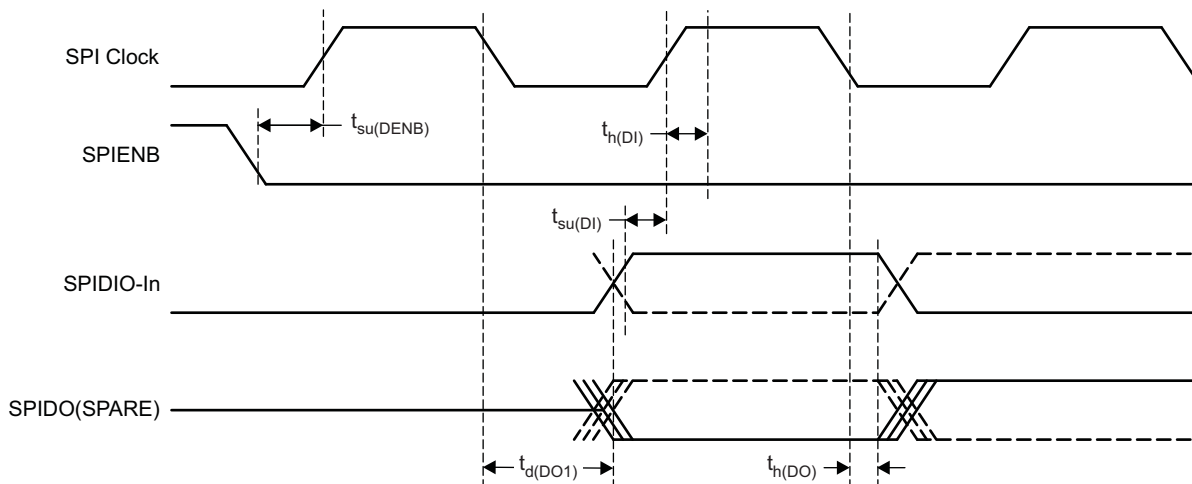 SPI Clock
t_su(DENB)
SPIENB
t_h(DI)
t_su(DI)
SPIDIO-In
SPIDO(SPARE)
t_d(DO1)
t_h(DO)